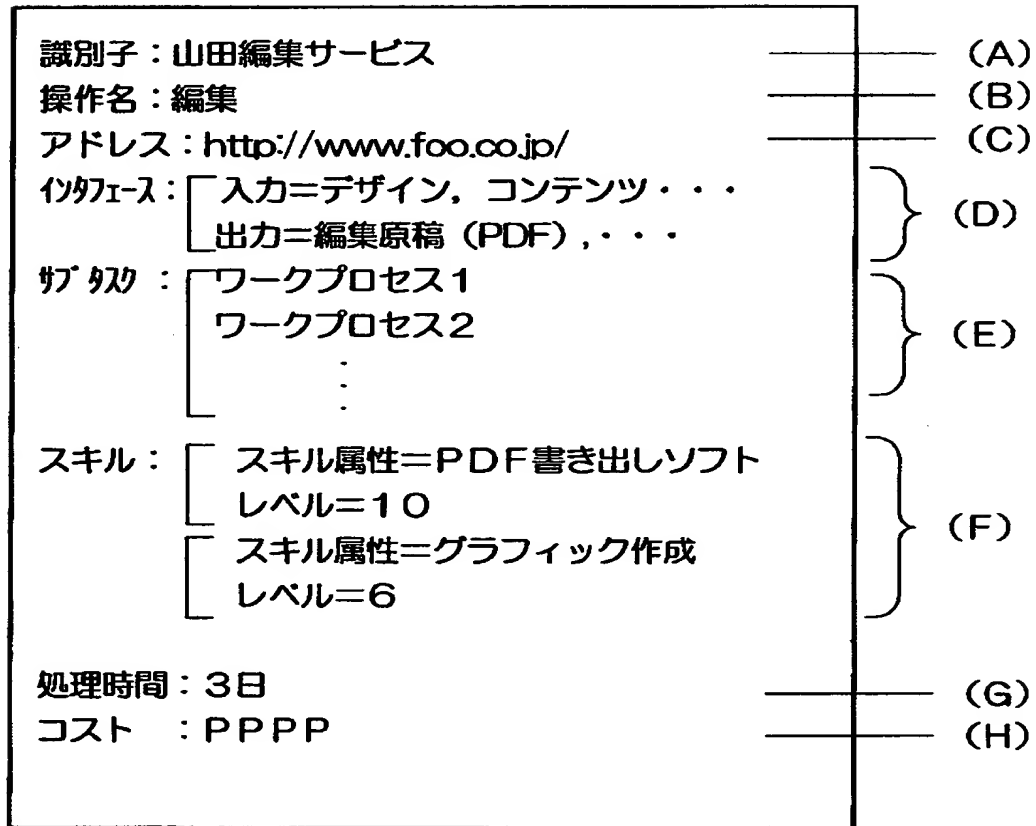 識別子：山田編集サービス (A)
操作名：編集 (B)
アドレス：http://www.foo.co.jp/ (C)
ｲﾝﾀﾌｪｰｽ：入力＝デザイン，コンテンツ・・・
出力＝編集原稿（PDF）,・・・ (D)
ｻﾌﾞﾀｽｸ：ワークプロセス１
ワークプロセス２ (E)
スキル：スキル属性＝ＰＤＦ書き出しソフト
レベル＝１０ (F)
スキル属性＝グラフィック作成
レベル＝６
処理時間：３日 (G)
コスト ：ＰＰＰＰ (H)